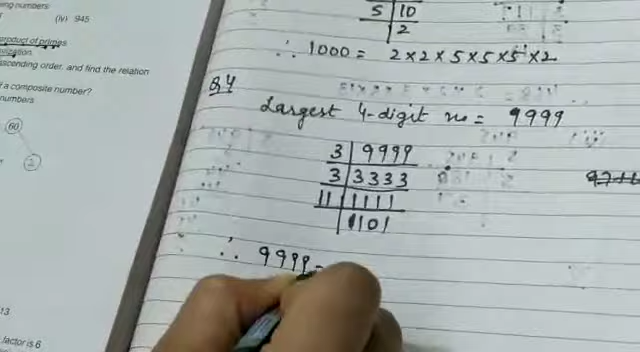 ing numbers
(iv) 945
product of primes
ascending order, and find the relation
f a composite number?
numbers
60
2
13
factor is 6
5 | 10
2
∴ 1000 = 2×2×5×5×5×2
Q4
Largest 4-digit no = 9999
3 | 9999
3 | 3333
11 | 1111
1101
∴ 9999=